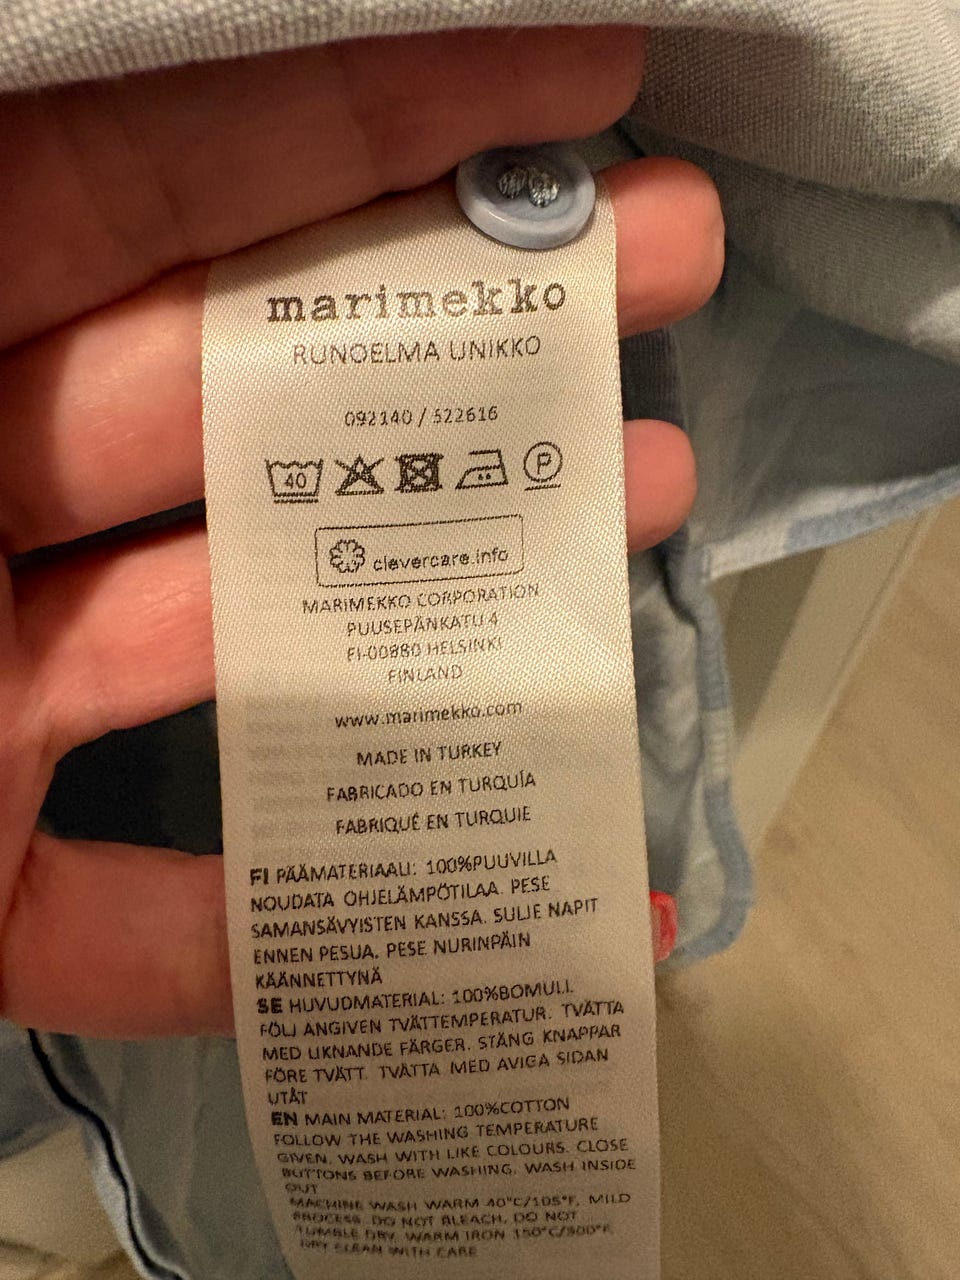 marimekko
RUNOELMA UNIKKO
092140 / 522616
40 P
clevercare.info
MARIMEKKO CORPORATION
PUUSEPÄNKATU 4
FI-00880 HELSINKI
FINLAND
www.marimekko.com
MADE IN TURKEY
FABRICADO EN TURQUÍA
FABRIQUÉ EN TURQUIE
FI PÄÄMATERIAALI: 100%PUUVILLA
NOUDATA OHJELÄMPÖTILAA. PESE
SAMANSÄVYISTEN KANSSA. SULJE NAPIT
ENNEN PESUA. PESE NURINPÄIN
KÄÄNNETTYNÄ
SE HUVUDMATERIAL: 100%BOMULL
FÖLJ ANGIVEN TVÄTTEMPERATUR. TVÄTTA
MED LIKNANDE FÄRGER. STÄNG KNAPPAR
FÖRE TVÄTT. TVÄTTA MED AVIGA SIDAN
UTÅT
EN MAIN MATERIAL: 100%COTTON
FOLLOW THE WASHING TEMPERATURE
GIVEN. WASH WITH LIKE COLOURS. CLOSE
BUTTONS BEFORE WASHING. WASH INSIDE
OUT
MACHINE WASH WARM 40°C/105°F, MILD
PROCESS. DO NOT BLEACH. DO NOT
TUMBLE DRY. WARM IRON 150°C/300°F.
DRY CLEAN WITH CARE